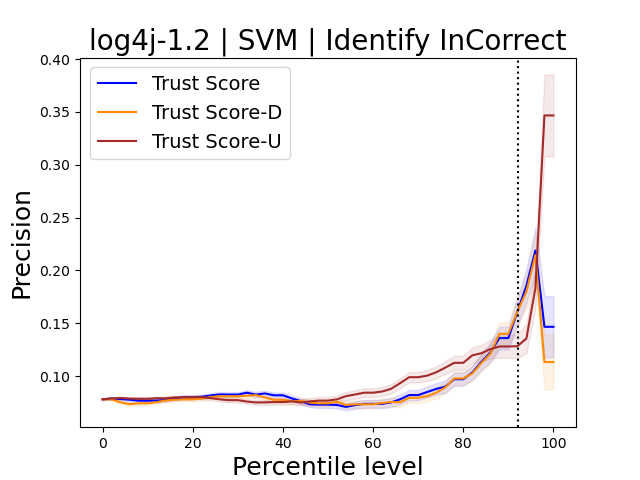 log4j-1.2 | SVM | Identify InCorrect
0.40
0.35
0.30
0.25
0.20
0.15
0.10
Precision
Trust Score
Trust Score-D
Trust Score-U
0 20 40 60 80 100
Percentile level